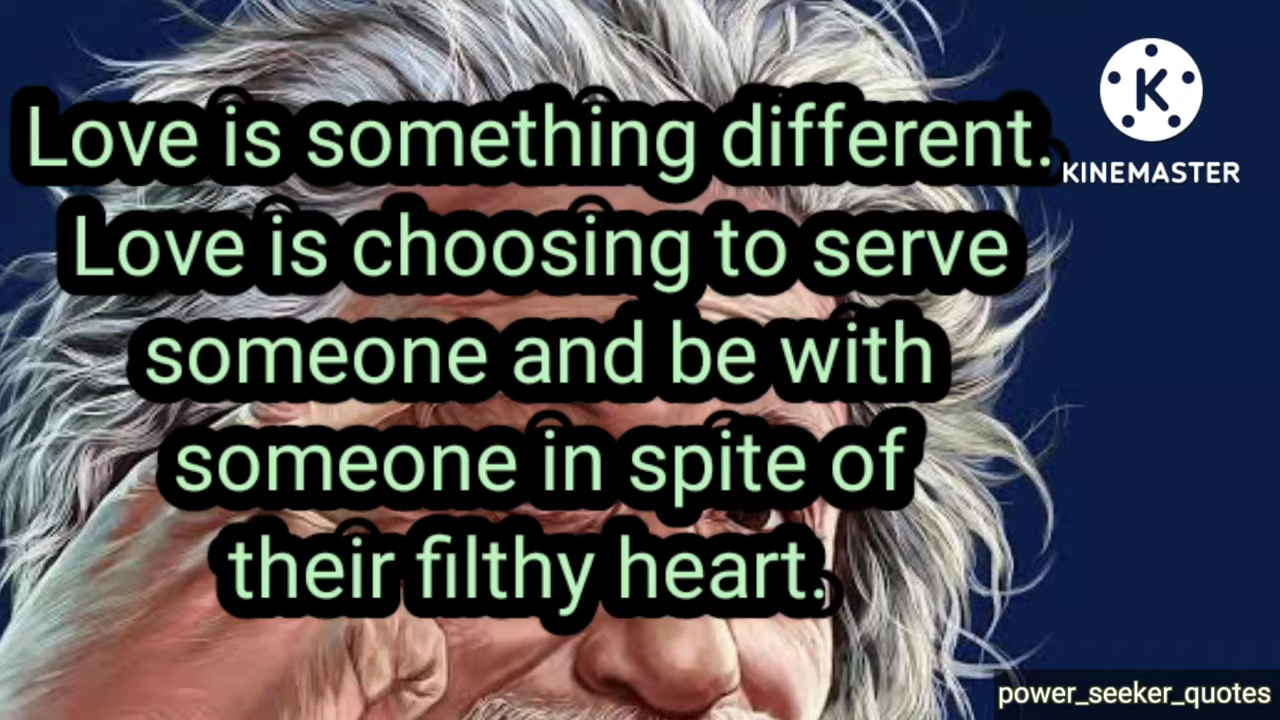 Love is something different.
Love is choosing to serve
someone and be with
someone in spite of
their filthy heart.
K
KINEMASTER
power_seeker_quotes